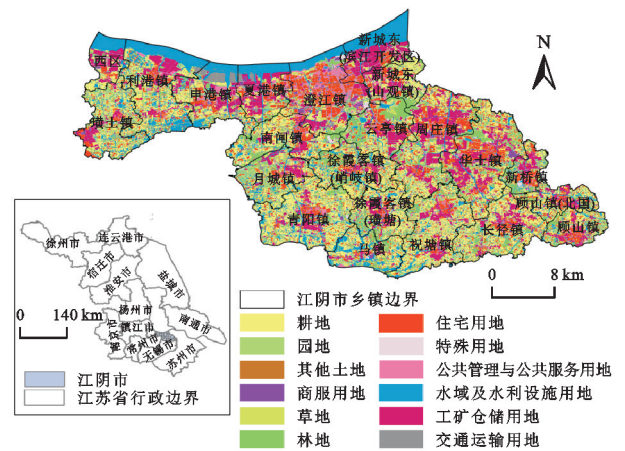 新城东
(滨江开发区)
N
西区
利港镇
申港镇
夏港镇
澄江镇
新城东
(山观镇)
璜土镇
南闸镇
云亭镇
周庄镇
月城镇
徐霞客镇
(峭岐镇)
华士镇
新桥镇
青阳镇
徐霞客镇
(璜塘)
顾山镇(北国)
长泾镇
顾山镇
马镇
祝塘镇
0 8 km
徐州市
连云港市
宿迁市
淮安市
盐城市
扬州市
0 140 km
南京市
镇江市
南通市
常州市
无锡市
苏州市
江阴市
江苏省行政边界
江阴市乡镇边界
耕地
住宅用地
园地
特殊用地
其他土地
公共管理与公共服务用地
商服用地
水域及水利设施用地
草地
工矿仓储用地
林地
交通运输用地